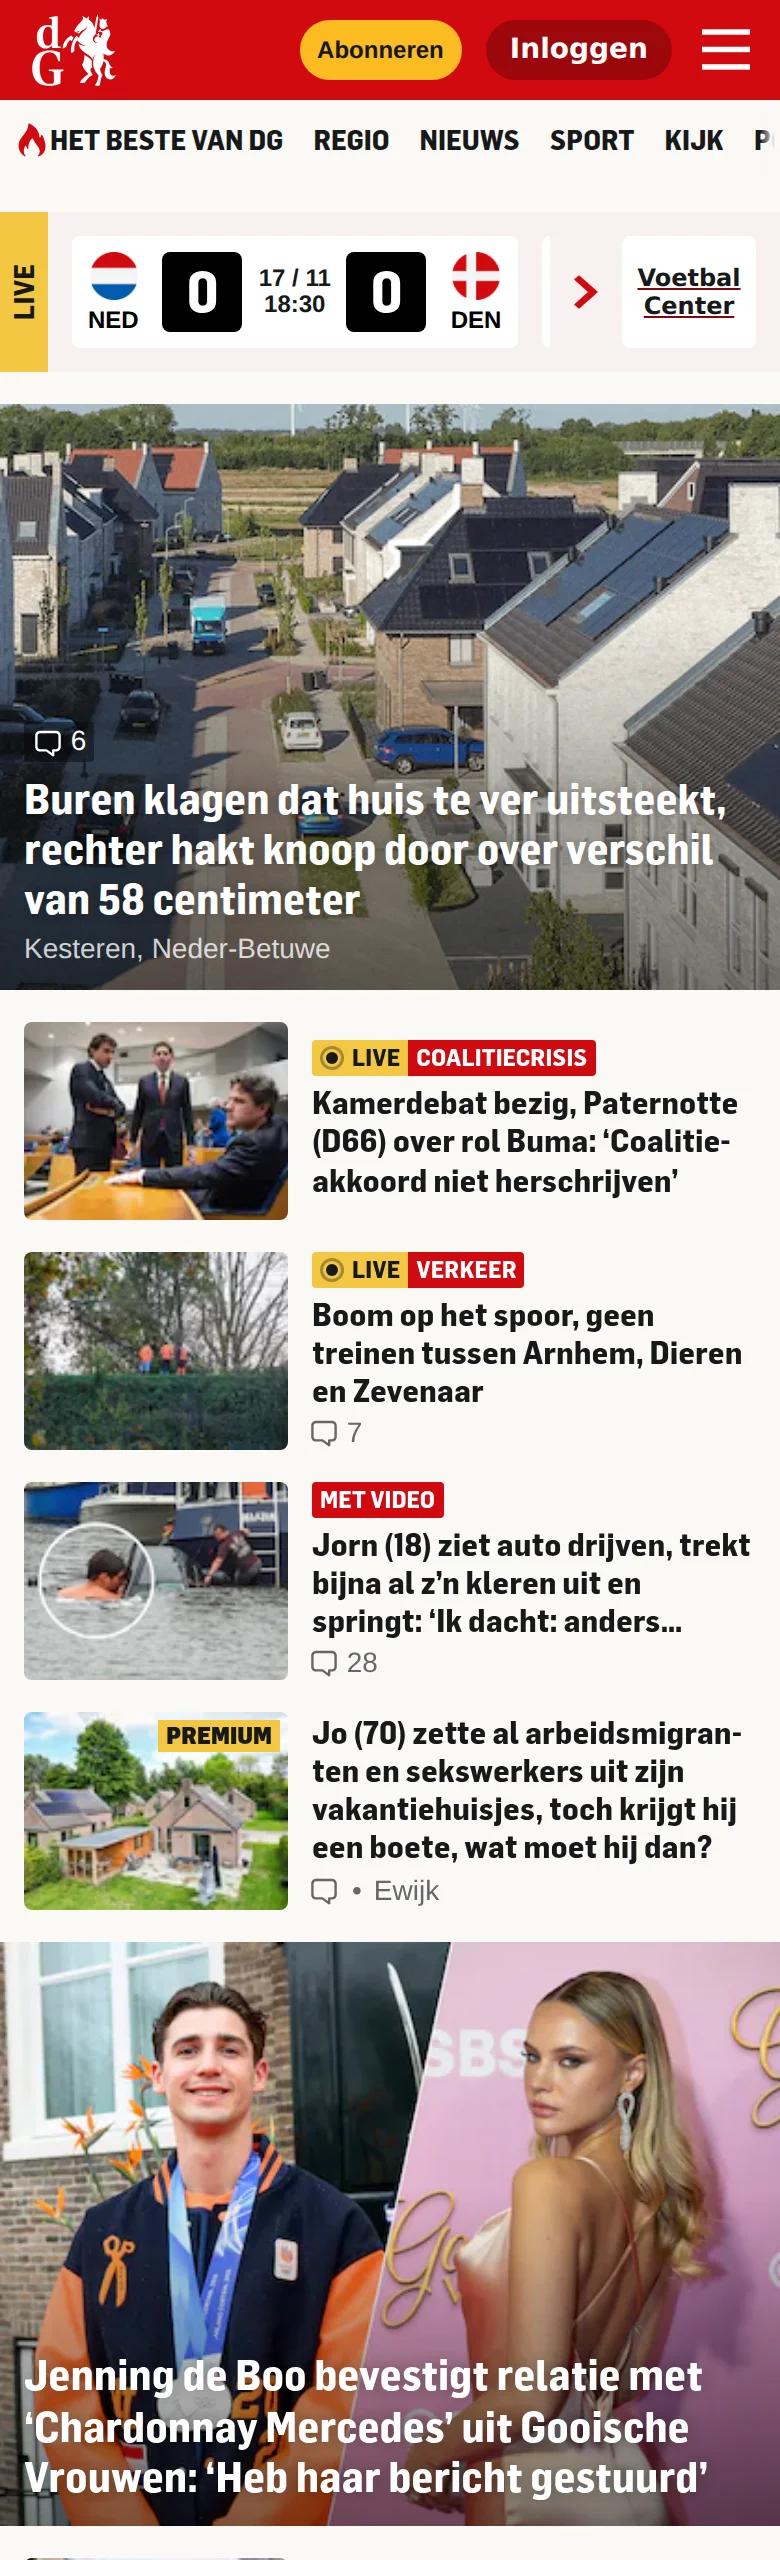 dG
Abonneren
Inloggen
HET BESTE VAN DG
REGIO
NIEUWS
SPORT
KIJK
LIVE
NED
0
17 / 11
18:30
0
DEN
Voetbal
Center
6
Buren klagen dat huis te ver uitsteekt,
rechter hakt knoop door over verschil
van 58 centimeter
Kesteren, Neder-Betuwe
LIVE COALITIECRISIS
Kamerdebat bezig, Paternotte
(D66) over rol Buma: ‘Coalitie-
akkoord niet herschrijven’
LIVE VERKEER
Boom op het spoor, geen
treinen tussen Arnhem, Dieren
en Zevenaar
7
MET VIDEO
Jorn (18) ziet auto drijven, trekt
bijna al z’n kleren uit en
springt: ‘Ik dacht: anders...
28
PREMIUM
Jo (70) zette al arbeidsmigran-
ten en sekswerkers uit zijn
vakantiehuisjes, toch krijgt hij
een boete, wat moet hij dan?
• Ewijk
SBS
Jenning de Boo bevestigt relatie met
‘Chardonnay Mercedes’ uit Gooische
Vrouwen: ‘Heb haar bericht gestuurd’